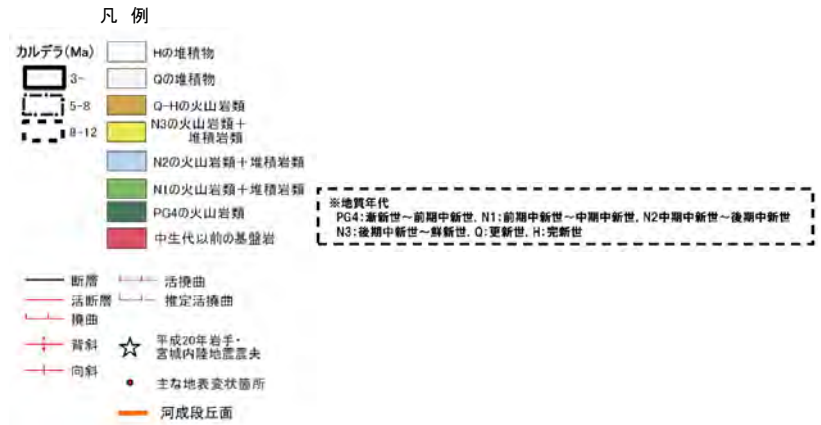 凡 例
カルデラ(Ma)
3-
5-8
8-12
Hの堆積物
Qの堆積物
Q-Hの火山岩類
N3の火山岩類＋
堆積岩類
N2の火山岩類＋堆積岩類
N1の火山岩類＋堆積岩類
PG4の火山岩類
中生代以前の基盤岩
※地質年代
PG4:漸新世～前期中新世, N1:前期中新世～中期中新世, N2中期中新世～後期中新世
N3:後期中新世～鮮新世, Q:更新世, H:完新世
断層
活断層
撓曲
背斜
向斜
活撓曲
推定活撓曲
平成20年岩手・
宮城内陸地震震央
主な地表変状箇所
河成段丘面